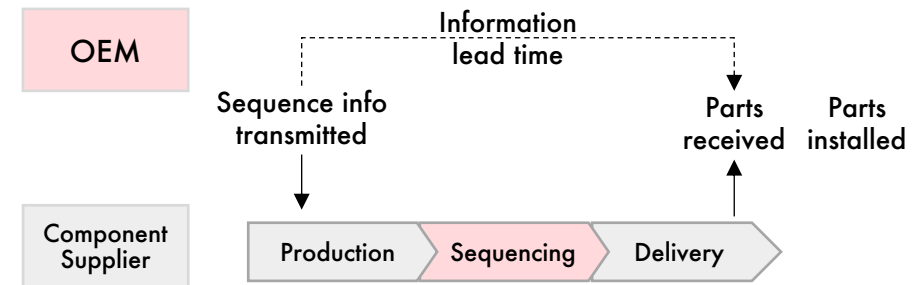 OEM
Information
lead time
Sequence info
transmitted
Parts
received
Parts
installed
Component
Supplier
Production
Sequencing
Delivery